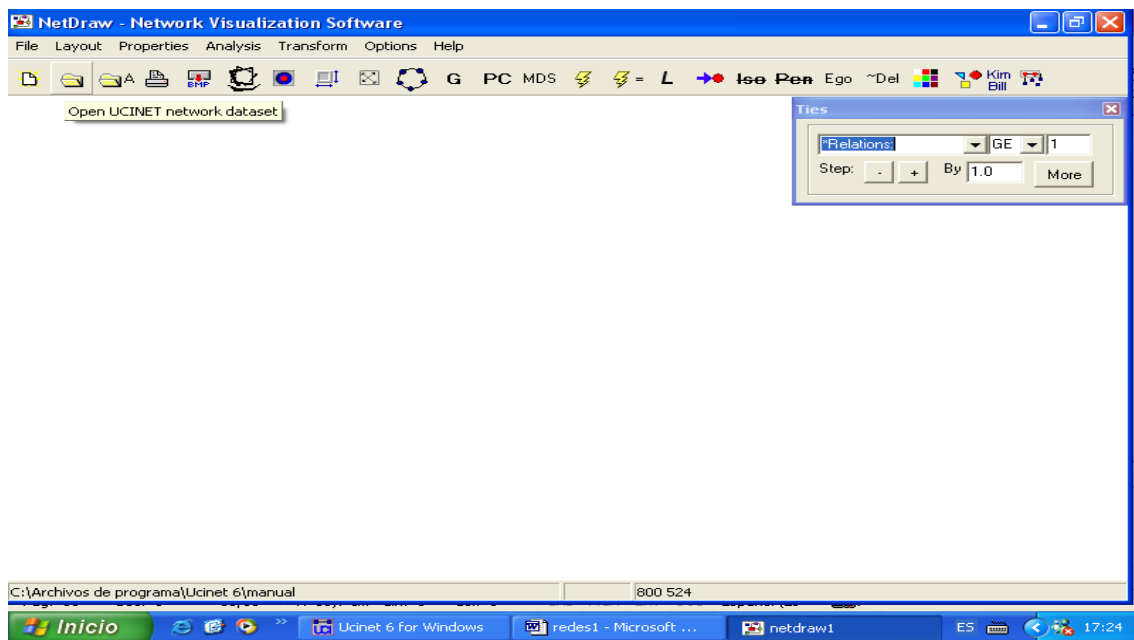 NetDraw - Network Visualization Software
File Layout Properties Analysis Transform Options Help
A BMP G PC MDS = L Iso Pen Ego ~Del Kim Bill
Open UCINET network dataset
Ties
*Relations: GE 1
Step: - + By 1.0 More
C:\Archivos de programa\Ucinet 6\manual 800 524
Inicio » Ucinet 6 for Windows redes1 - Microsoft ... netdraw1 ES 17:24